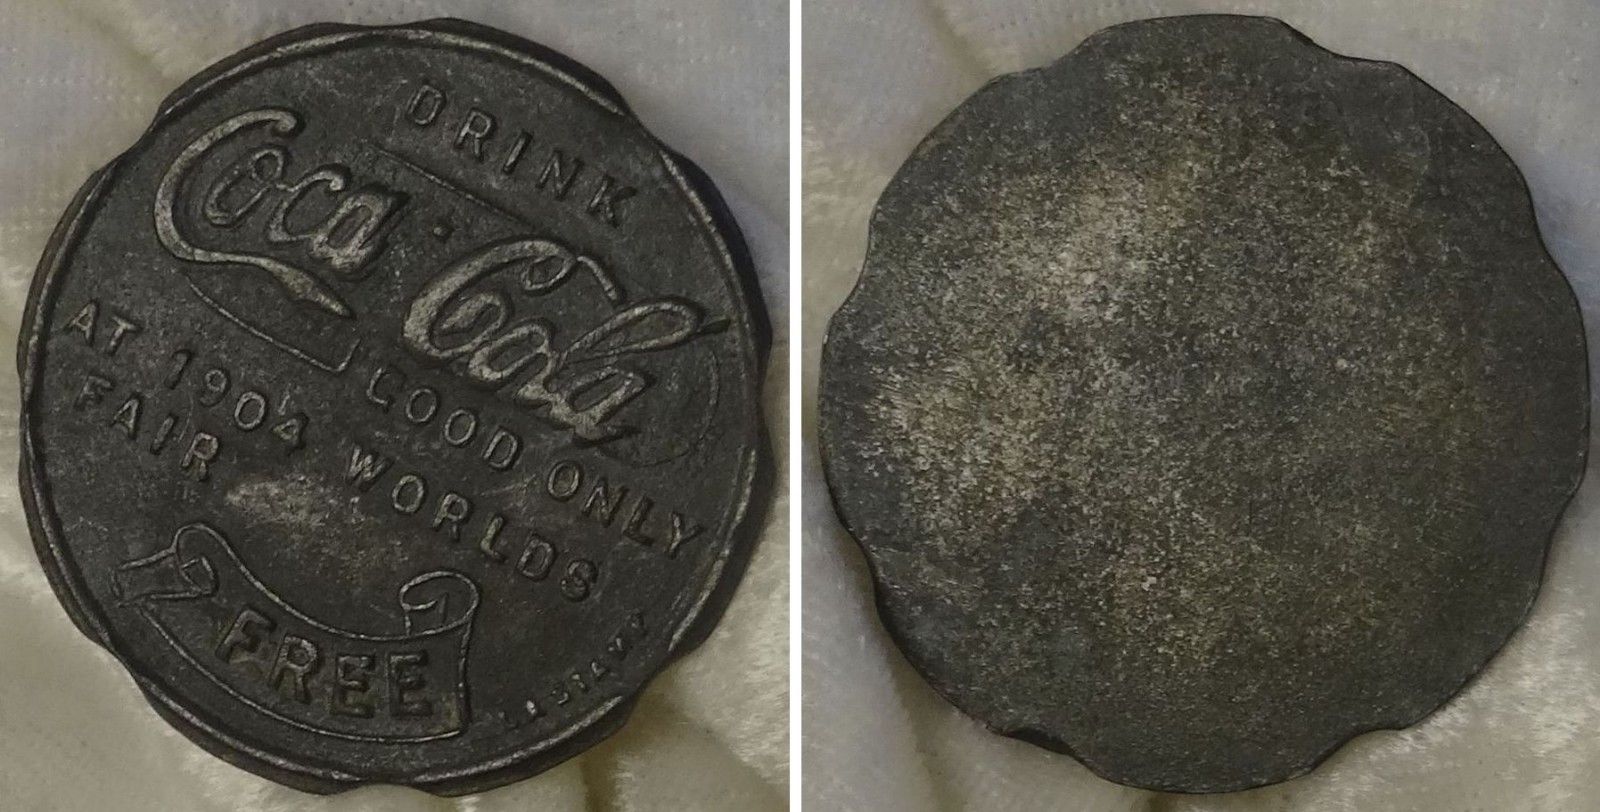 DRINK
Coca-Cola
GOOD ONLY
AT 1904 WORLDS
FAIR
FREE